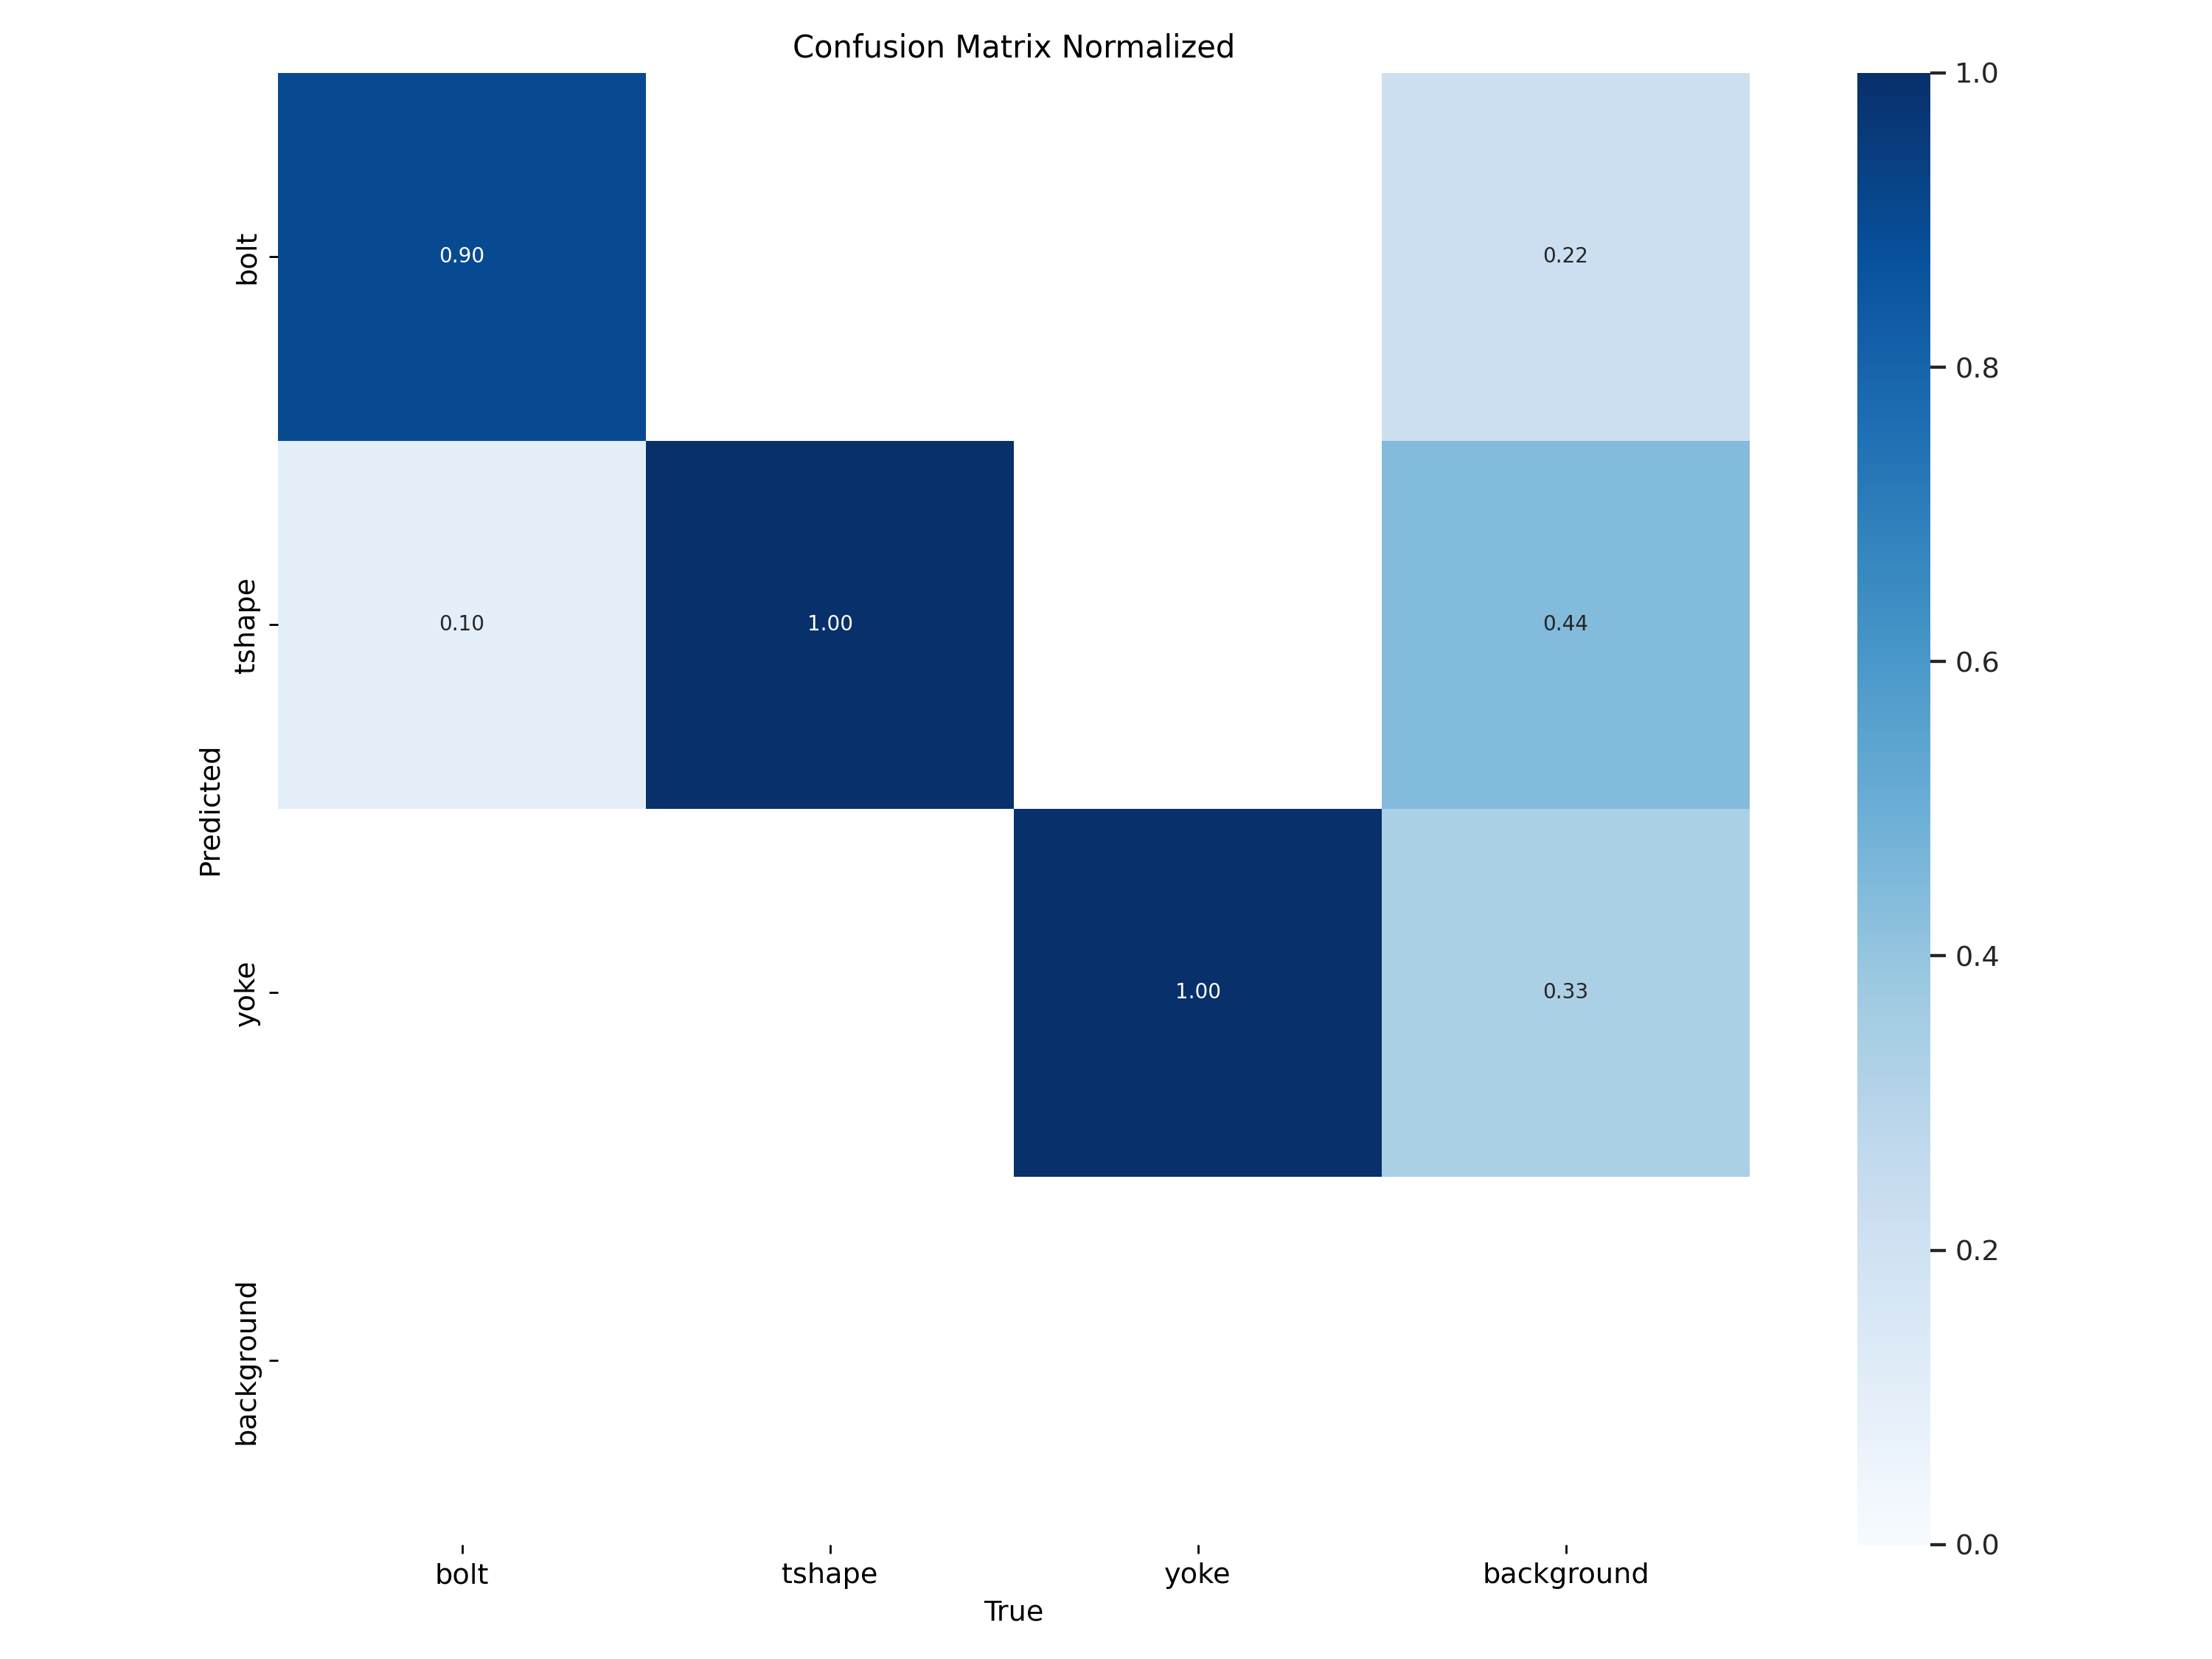 Confusion Matrix Normalized
bolt
tshape
yoke
background
Predicted
0.90
0.22
0.10
1.00
0.44
1.00
0.33
bolt
tshape
yoke
background
True
1.0
0.8
0.6
0.4
0.2
0.0